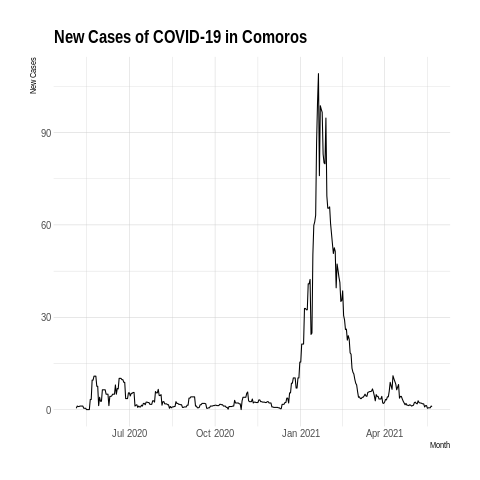 New Cases of COVID-19 in Comoros
New Cases
90
60
30
0
Jul 2020 Oct 2020 Jan 2021 Apr 2021
Month